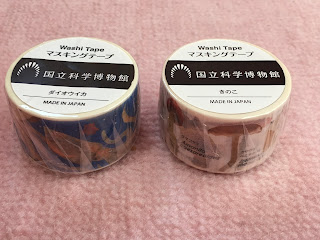 Washi Tape
マスキングテープ
国立科学博物館
ダイオウイカ
MADE IN JAPAN
Washi Tape
マスキングテープ
国立科学博物館
きのこ
MADE IN JAPAN